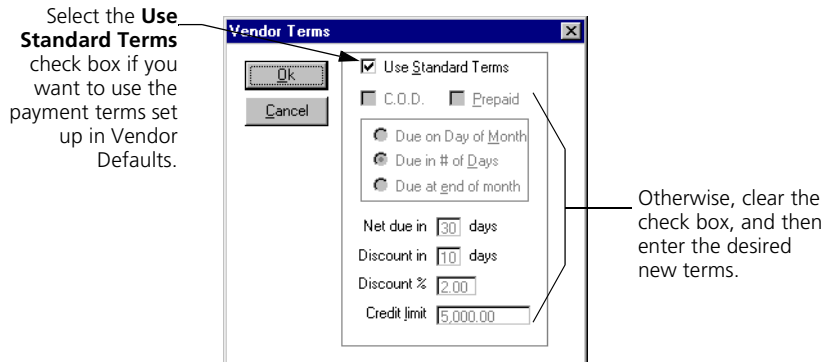 Select the Use
Standard Terms
check box if you
want to use the
payment terms set
up in Vendor
Defaults.
Vendor Terms
Ok
Cancel
Use Standard Terms
C.O.D. Prepaid
Due on Day of Month
Due in # of Days
Due at end of month
Net due in 30 days
Discount in 10 days
Discount % 2.00
Credit limit 5,000.00
Otherwise, clear the
check box, and then
enter the desired
new terms.